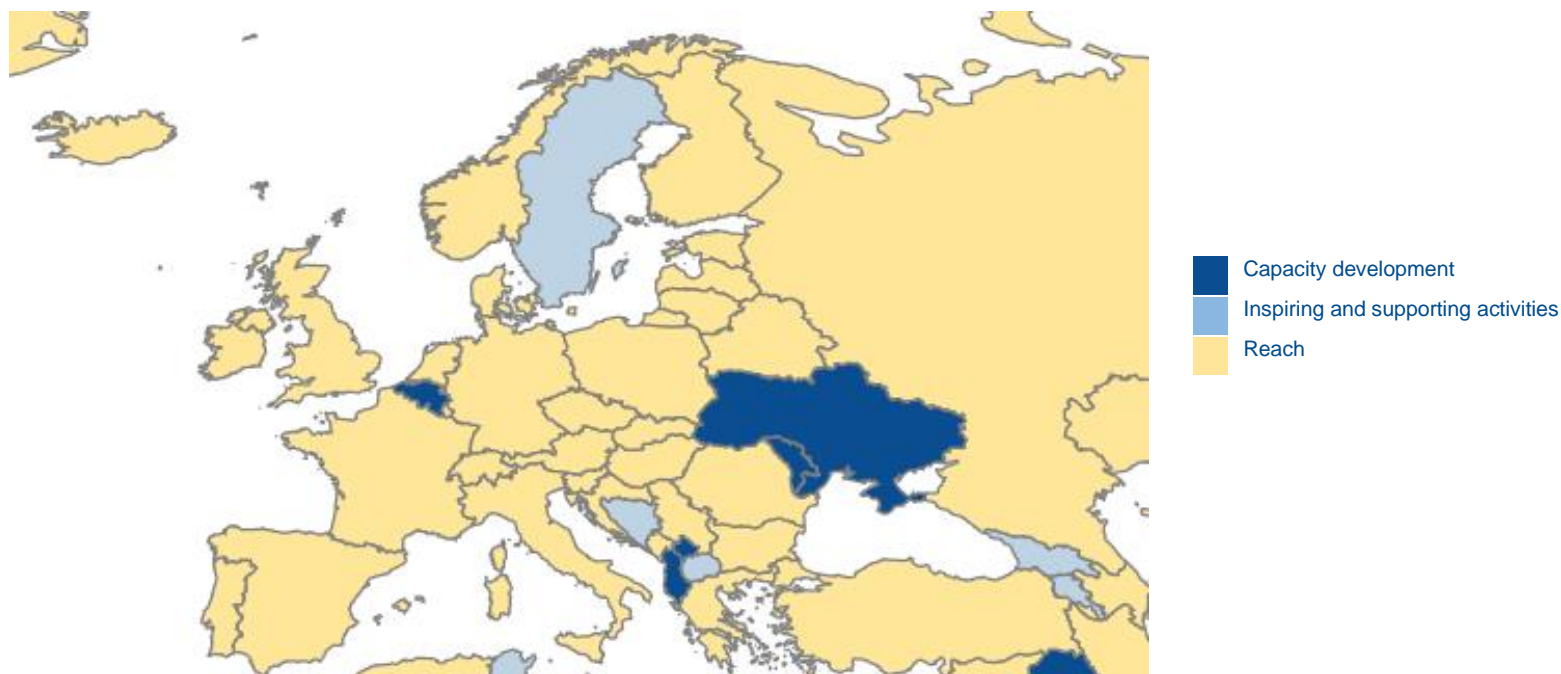 Capacity development
Inspiring and supporting activities
Reach